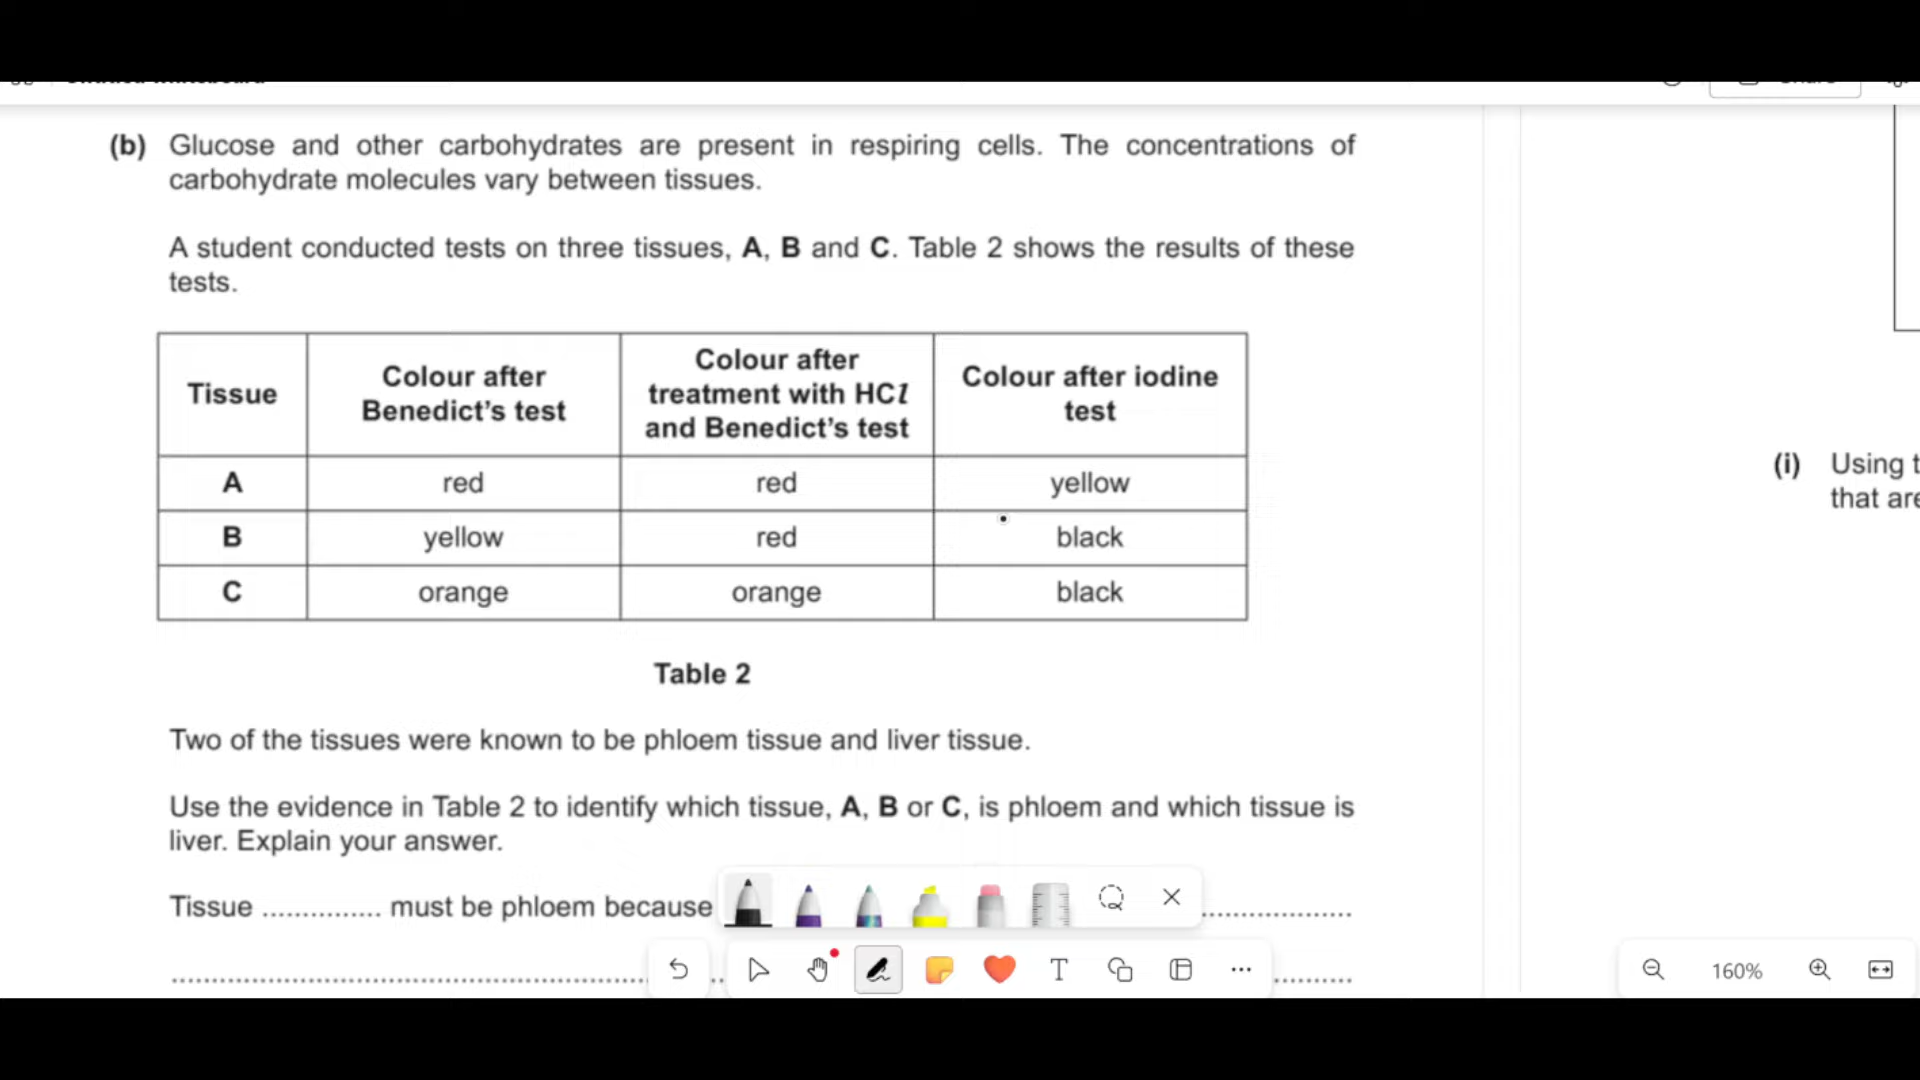 (b) Glucose and other carbohydrates are present in respiring cells. The concentrations of
carbohydrate molecules vary between tissues.
A student conducted tests on three tissues, A, B and C. Table 2 shows the results of these
tests.
Tissue
Colour after
Benedict's test
Colour after
treatment with HCl
and Benedict's test
Colour after iodine
test
A red red yellow
B yellow red black
C orange orange black
Table 2
Two of the tissues were known to be phloem tissue and liver tissue.
Use the evidence in Table 2 to identify which tissue, A, B or C, is phloem and which tissue is
liver. Explain your answer.
Tissue ............... must be phloem because
(i) Using
that are
160%